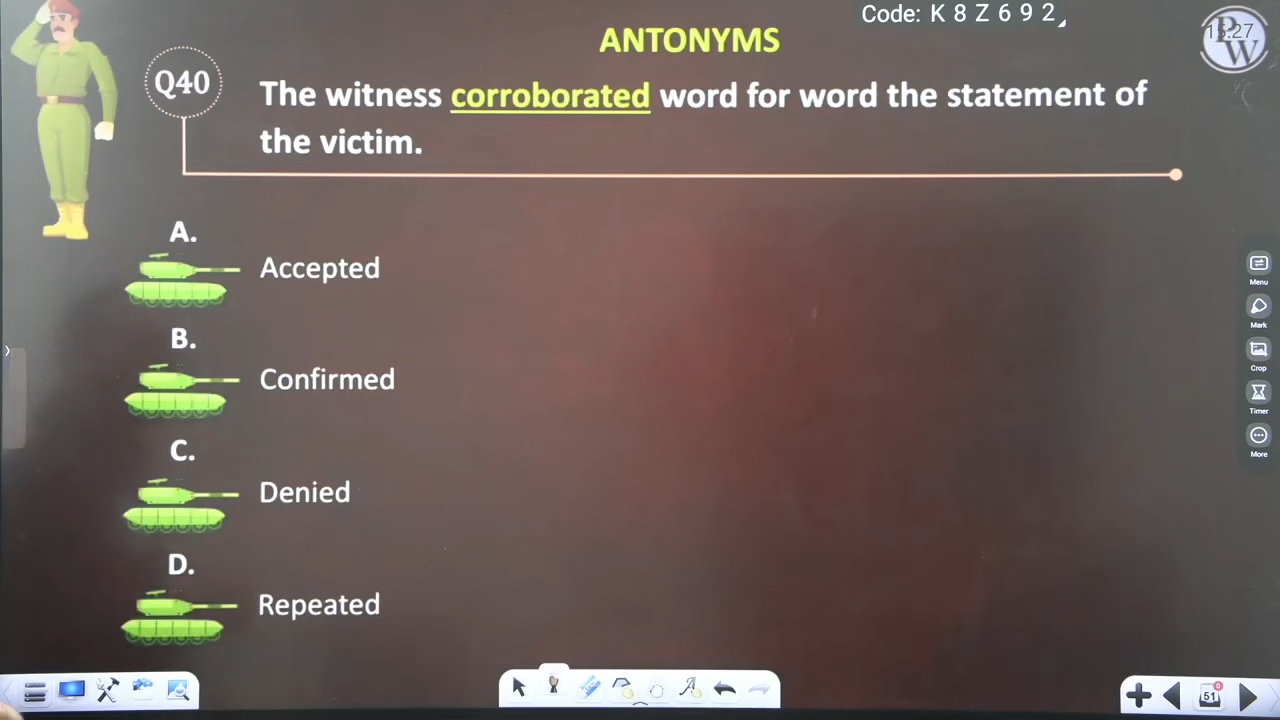 Code: K 8 Z 6 9 2
ANTONYMS
Q40
The witness corroborated word for word the statement of
the victim.
A.
Accepted
B.
Confirmed
C.
Denied
D.
Repeated
Menu
Mark
Crop
Timer
More
51
0